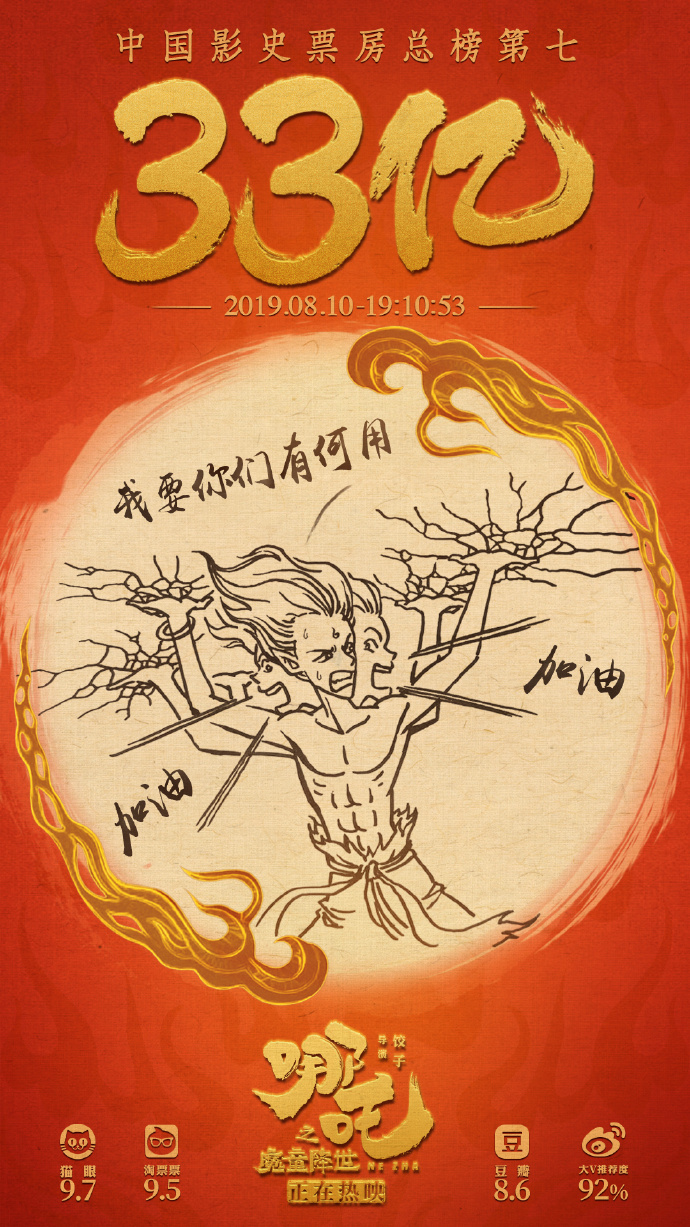 中国影史票房总榜第七
33亿
2019.08.10-19:10:53
我要你们有何用
加油
加油
哪吒
导演
饺子
之
魔童降世
NE ZHA
正在热映
猫眼
9.7
淘票票
9.5
豆
豆瓣
8.6
大V推荐度
92%